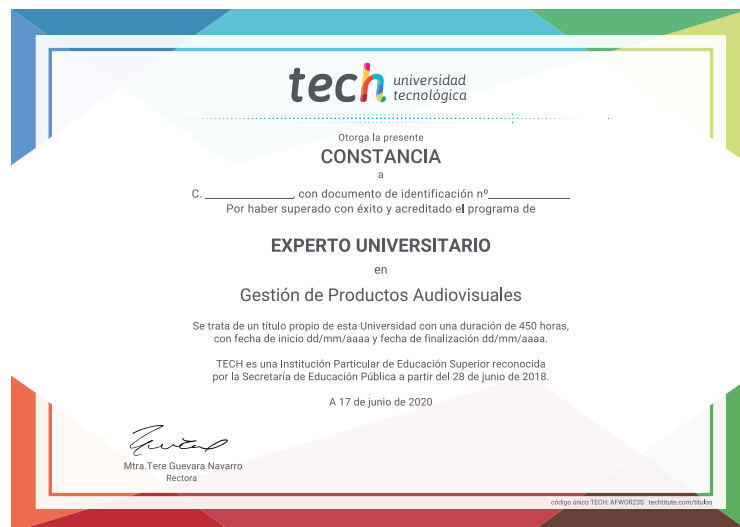 tech universidad
tecnológica
Otorga la presente
CONSTANCIA
a
C. ______________, con documento de identificación nº______________
Por haber superado con éxito y acreditado el programa de
EXPERTO UNIVERSITARIO
en
Gestión de Productos Audiovisuales
Se trata de un título propio de esta Universidad con una duración de 450 horas,
con fecha de inicio dd/mm/aaaa y fecha de finalización dd/mm/aaaa.
TECH es una Institución Particular de Educación Superior reconocida
por la Secretaría de Educación Pública a partir del 28 de junio de 2018.
A 17 de junio de 2020
Mtra.Tere Guevara Navarro
Rectora
código único TECH: AFWOR23S techtitute.com/titulos